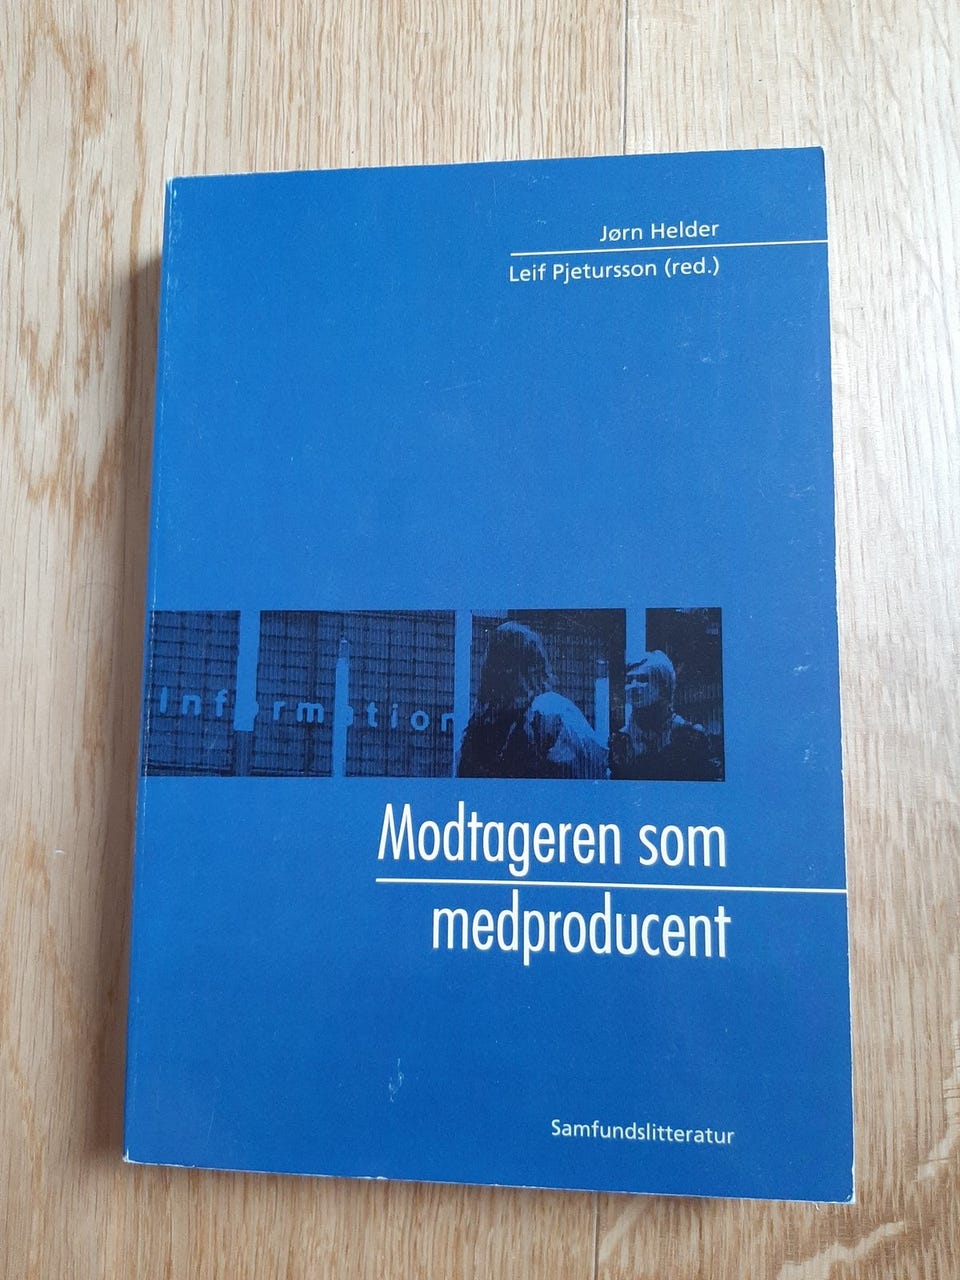 Jørn Helder
Leif Pjetursson (red.)
Information
Modtageren som
medproducent
Samfundslitteratur